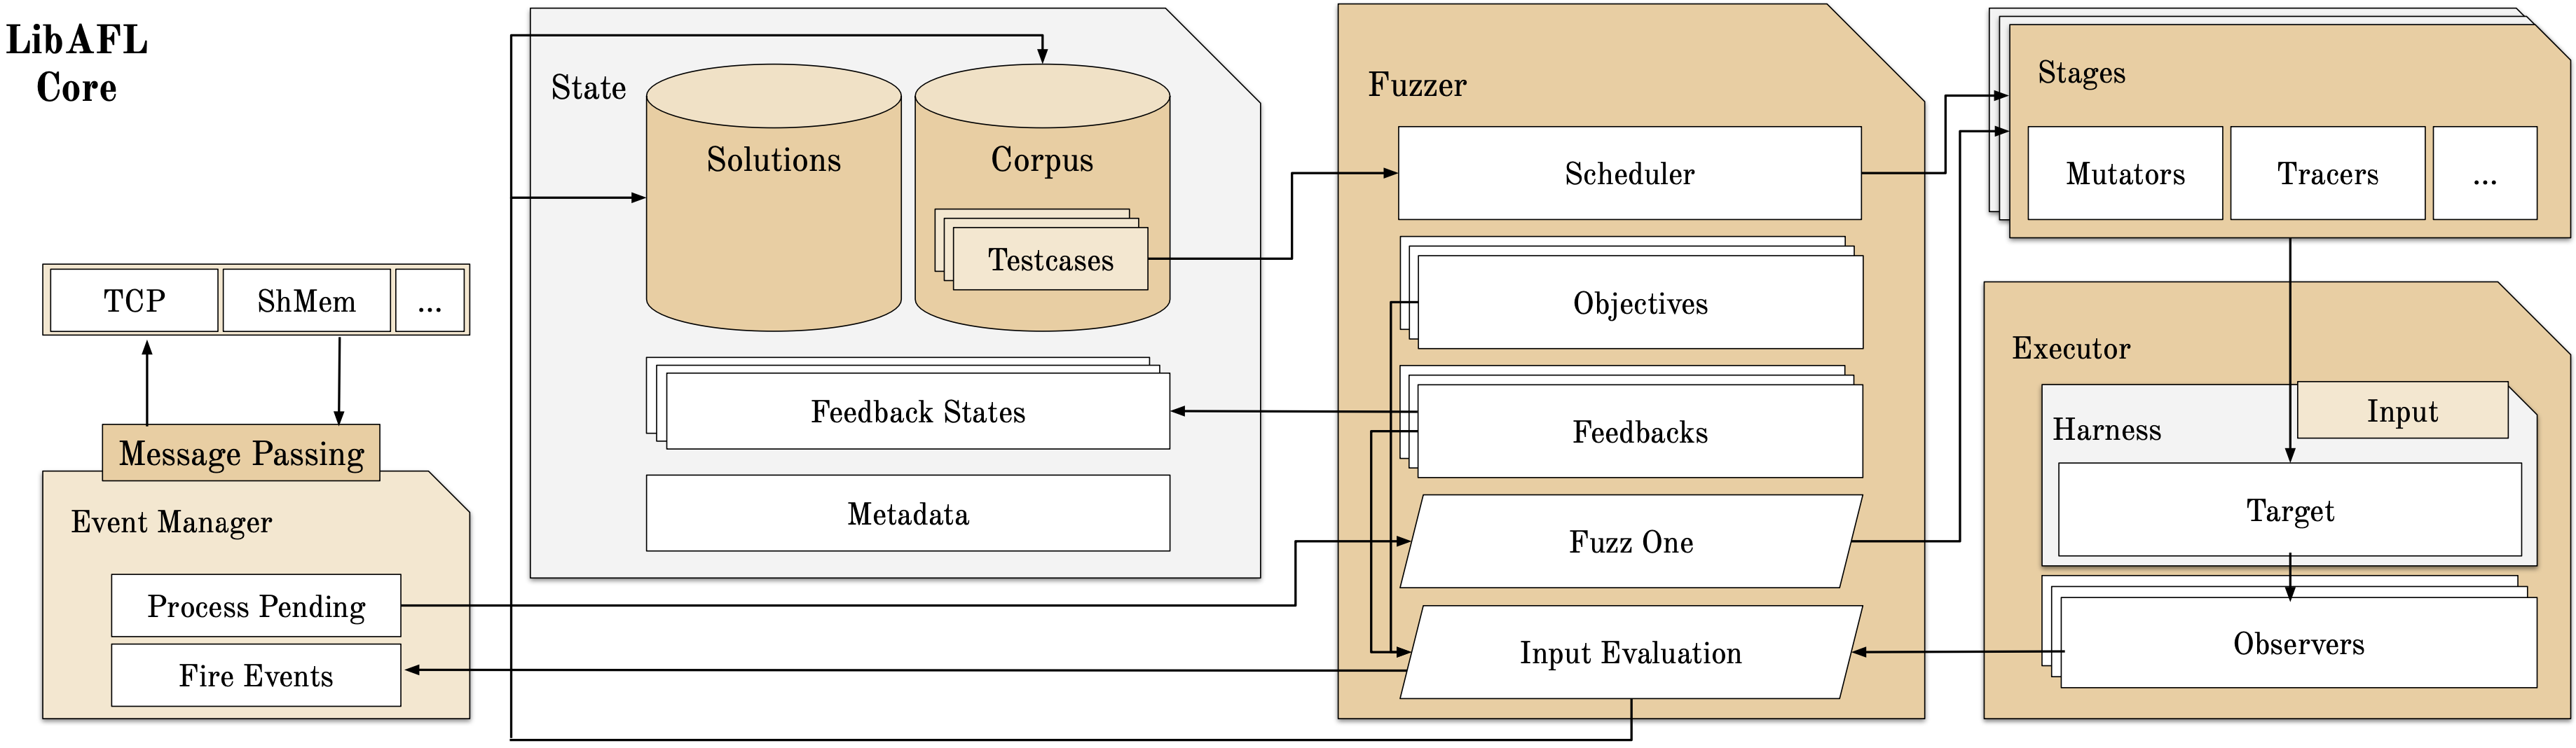 LibAFL
Core
State
Solutions
Corpus
Testcases
Feedback States
Metadata
TCP
ShMem
...
Message Passing
Event Manager
Process Pending
Fire Events
Fuzzer
Scheduler
Objectives
Feedbacks
Fuzz One
Input Evaluation
Stages
Mutators
Tracers
...
Executor
Input
Harness
Target
Observers